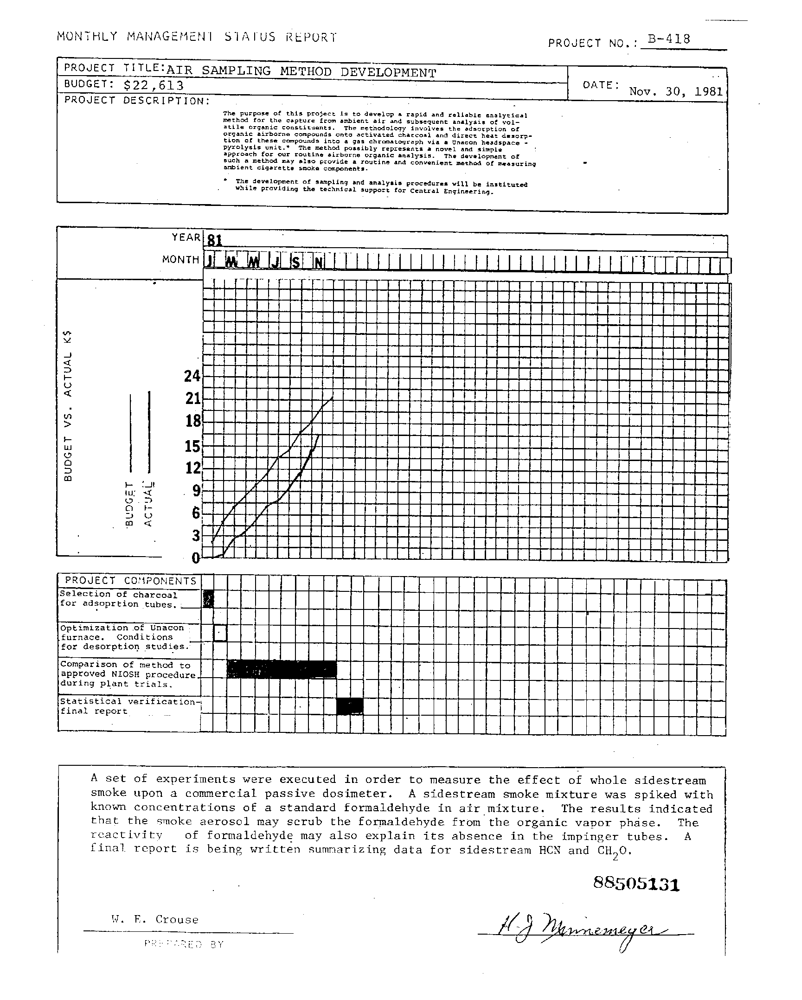 MONTHLY MANAGEMENT STATUS REPORT
PROJECT NO.: B-418
PROJECT TITLE: AIR SAMPLING METHOD DEVELOPMENT
BUDGET: $22,613
DATE: Nov. 30, 1981
PROJECT DESCRIPTION:
The purpose of this project is to develop a rapid and reliable analytical
method for the capture from ambient air and subsequent analysis of vol-
atile organic constituents. The methodology involves the adsorption of
organic airborne compounds onto activated charcoal and direct heat desorp-
tion of these compounds into a gas chromatograph via a Unacon headspace -
pyrolysis unit.* The method possibly represents a novel and simple
approach for our routine airborne organic analysis. The development of
such a method may also provide a routine and convenient method of measuring
ambient cigarette smoke components.
* The development of sampling and analysis procedures will be instituted
while providing the technical support for Central Engineering.
YEAR 81
MONTH J M M J S N
BUDGET VS. ACTUAL K$
BUDGET
ACTUAL
24
21
18
15
12
9
6
3
0
PROJECT COMPONENTS
Selection of charcoal
for adsoprtion tubes.
Optimization of Unacon
furnace. Conditions
for desorption studies.
Comparison of method to
approved NIOSH procedure
during plant trials.
Statistical verification-
final report
A set of experiments were executed in order to measure the effect of whole sidestream
smoke upon a commercial passive dosimeter. A sidestream smoke mixture was spiked with
known concentrations of a standard formaldehyde in air mixture. The results indicated
that the smoke aerosol may scrub the formaldehyde from the organic vapor phase. The
reactivity of formaldehyde may also explain its absence in the impinger tubes. A
final report is being written summarizing data for sidestream HCN and CH2O.
88505131
W. E. Crouse
H. J Minnemeyer
PREPARED BY